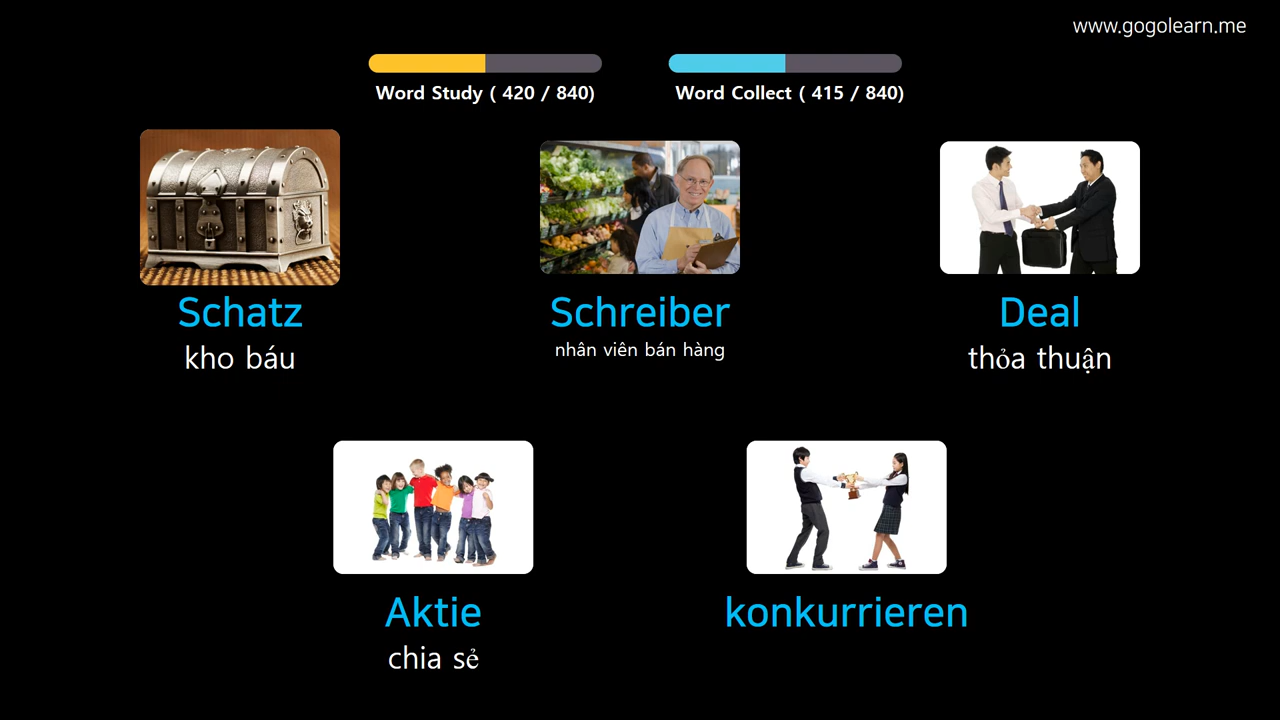 www.gogolearn.me
Word Study ( 420 / 840)
Word Collect ( 415 / 840)
Schatz
kho báu
Schreiber
nhân viên bán hàng
Deal
thỏa thuận
Aktie
chia sẻ
konkurrieren